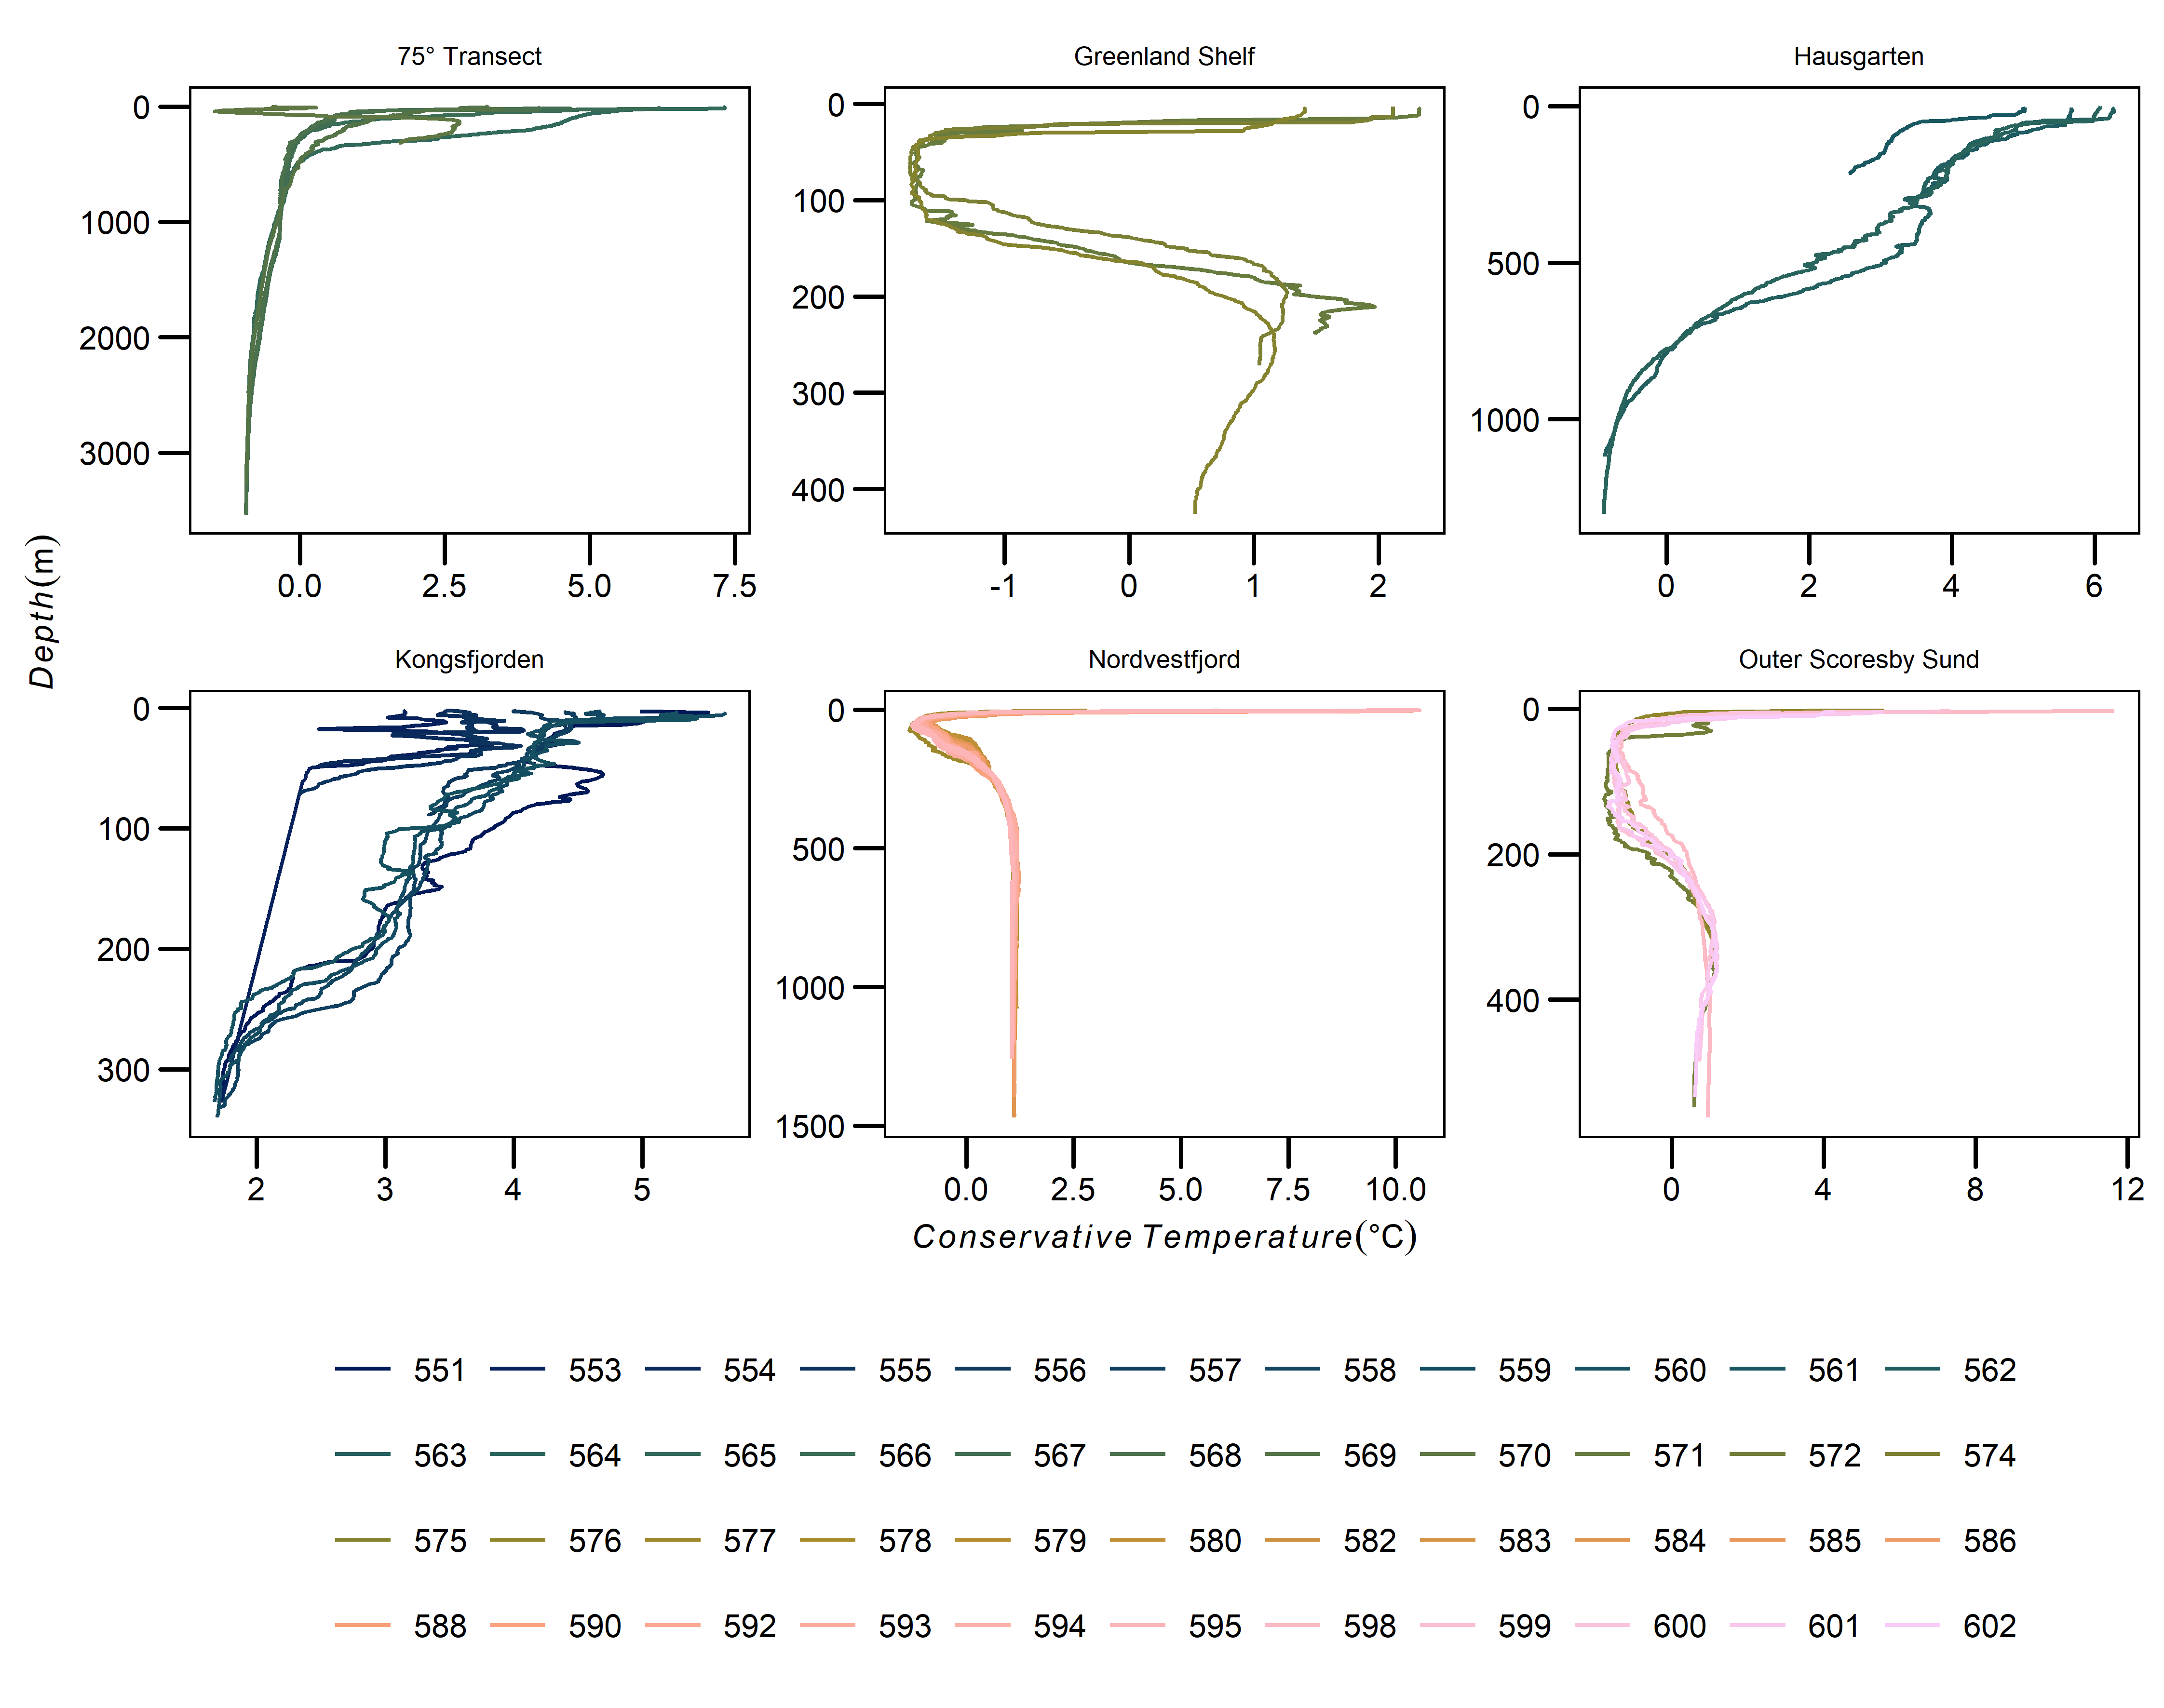 75° Transect
Greenland Shelf
Hausgarten
0
1000
2000
3000
0
100
200
300
400
0
500
1000
0.0 2.5 5.0 7.5
-1 0 1 2
0 2 4 6
Depth(m)
Kongsfjorden
Nordvestfjord
Outer Scoresby Sund
0
100
200
300
0
500
1000
1500
0
200
400
2 3 4 5
0.0 2.5 5.0 7.5 10.0
0 4 8 12
Conservative Temperature(°C)
551 553 554 555 556 557 558 559 560 561 562
563 564 565 566 567 568 569 570 571 572 574
575 576 577 578 579 580 582 583 584 585 586
588 590 592 593 594 595 598 599 600 601 602